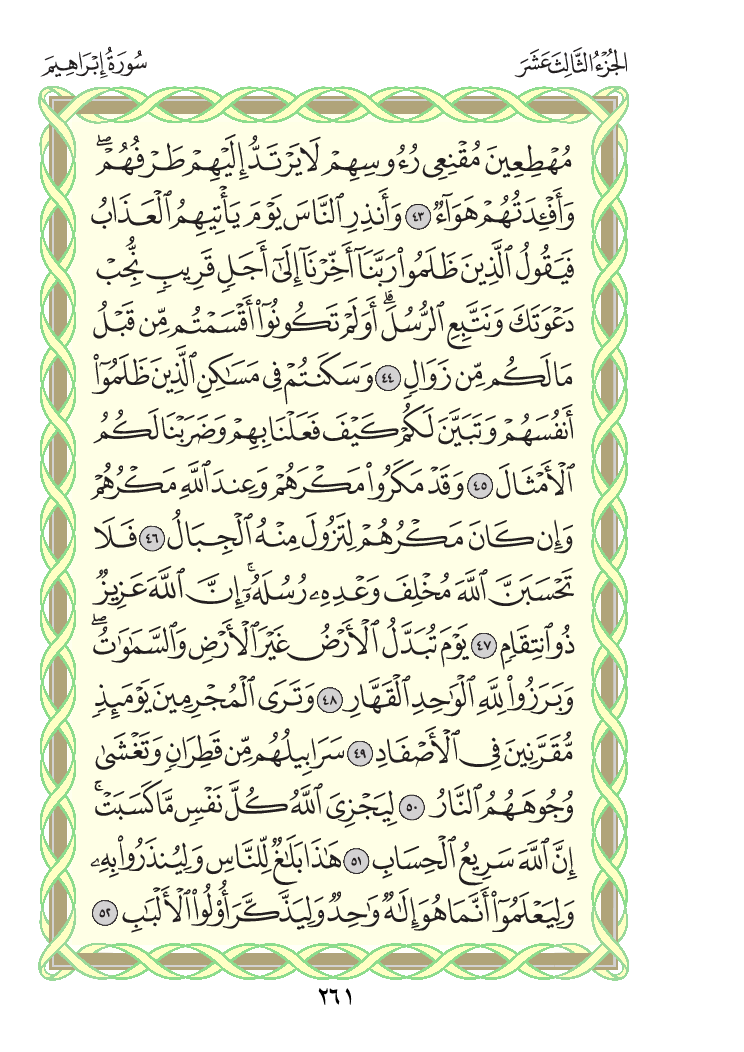 الجُزْءُ الثَّالِثَ عَشَرَ
سُورَةُ إِبْرَاهِيمَ
مُهْطِعِينَ مُقْنِعِي رُءُوسِهِمْ لَا يَرْتَدُّ إِلَيْهِمْ طَرْفُهُمْۖ
وَأَفْـِٔدَتُهُمْ هَوَآءٌ ٤٣ وَأَنذِرِ ٱلنَّاسَ يَوْمَ يَأْتِيهِمُ ٱلْعَذَابُ
فَيَقُولُ ٱلَّذِينَ ظَلَمُوا۟ رَبَّنَآ أَخِّرْنَآ إِلَىٰٓ أَجَلٍ قَرِيبٍ نُّجِبْ
دَعْوَتَكَ وَنَتَّبِعِ ٱلرُّسُلَۗ أَوَلَمْ تَكُونُوٓا۟ أَقْسَمْتُم مِّن قَبْلُ
مَا لَكُم مِّن زَوَالٍ ٤٤ وَسَكَنتُمْ فِى مَسَٰكِنِ ٱلَّذِينَ ظَلَمُوٓا۟
أَنفُسَهُمْ وَتَبَيَّنَ لَكُمْ كَيْفَ فَعَلْنَا بِهِمْ وَضَرَبْنَا لَكُمُ
ٱلْأَمْثَالَ ٤٥ وَقَدْ مَكَرُوا۟ مَكْرَهُمْ وَعِندَ ٱللَّهِ مَكْرُهُمْ
وَإِن كَانَ مَكْرُهُمْ لِتَزُولَ مِنْهُ ٱلْجِبَالُ ٤٦ فَلَا
تَحْسَبَنَّ ٱللَّهَ مُخْلِفَ وَعْدِهِۦ رُسُلَهُۥٓۚ إِنَّ ٱللَّهَ عَزِيزٌ
ذُو ٱنتِقَامٍ ٤٧ يَوْمَ تُبَدَّلُ ٱلْأَرْضُ غَيْرَ ٱلْأَرْضِ وَٱلسَّمَٰوَٰتُۖ
وَبَرَزُوا۟ لِلَّهِ ٱلْوَٰحِدِ ٱلْقَهَّارِ ٤٨ وَتَرَى ٱلْمُجْرِمِينَ يَوْمَئِذٍ
مُّقَرَّنِينَ فِى ٱلْأَصْفَادِ ٤٩ سَرَابِيلُهُم مِّن قَطِرَانٍ وَتَغْشَىٰ
وُجُوهَهُمُ ٱلنَّارُ ٥٠ لِيَجْزِىَ ٱللَّهُ كُلَّ نَفْسٍ مَّا كَسَبَتْۚ
إِنَّ ٱللَّهَ سَرِيعُ ٱلْحِسَابِ ٥١ هَٰذَا بَلَٰغٌ لِّلنَّاسِ وَلِيُنذَرُوا۟ بِهِۦ
وَلِيَعْلَمُوٓا۟ أَنَّمَا هُوَ إِلَٰهٌ وَٰحِدٌ وَلِيَذَّكَّرَ أُو۟لُوا۟ ٱلْأَلْبَٰبِ ٥٢
٢٦١